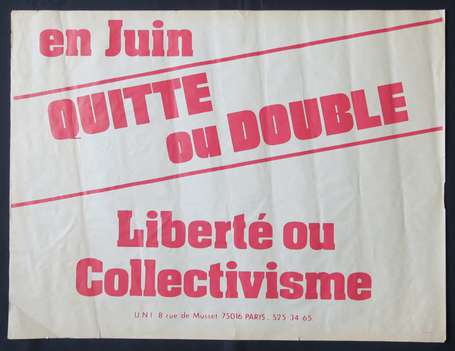 en Juin
QUITTE
ou DOUBLE
Liberté ou
Collectivisme
U.N.I 8 rue de Musset 75016 PARIS. 525 34 65